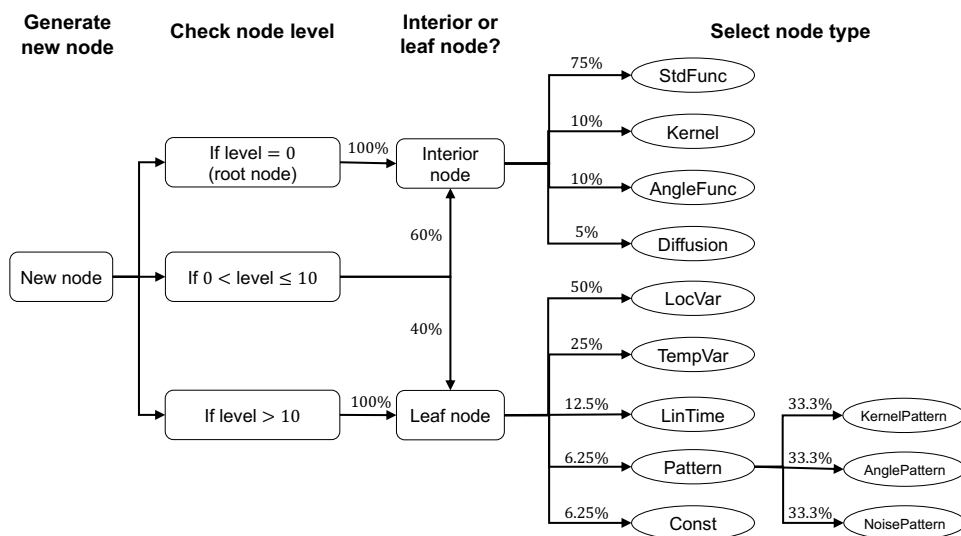 Generate
new node
Check node level
Interior or
leaf node?
Select node type
New node
If level = 0
(root node)
If 0 < level ≤ 10
If level > 10
100%
60%
40%
100%
Interior
node
Leaf node
75%
StdFunc
10%
Kernel
10%
AngleFunc
5%
Diffusion
50%
LocVar
25%
TempVar
12.5%
LinTime
6.25%
Pattern
6.25%
Const
33.3%
KernelPattern
33.3%
AnglePattern
33.3%
NoisePattern